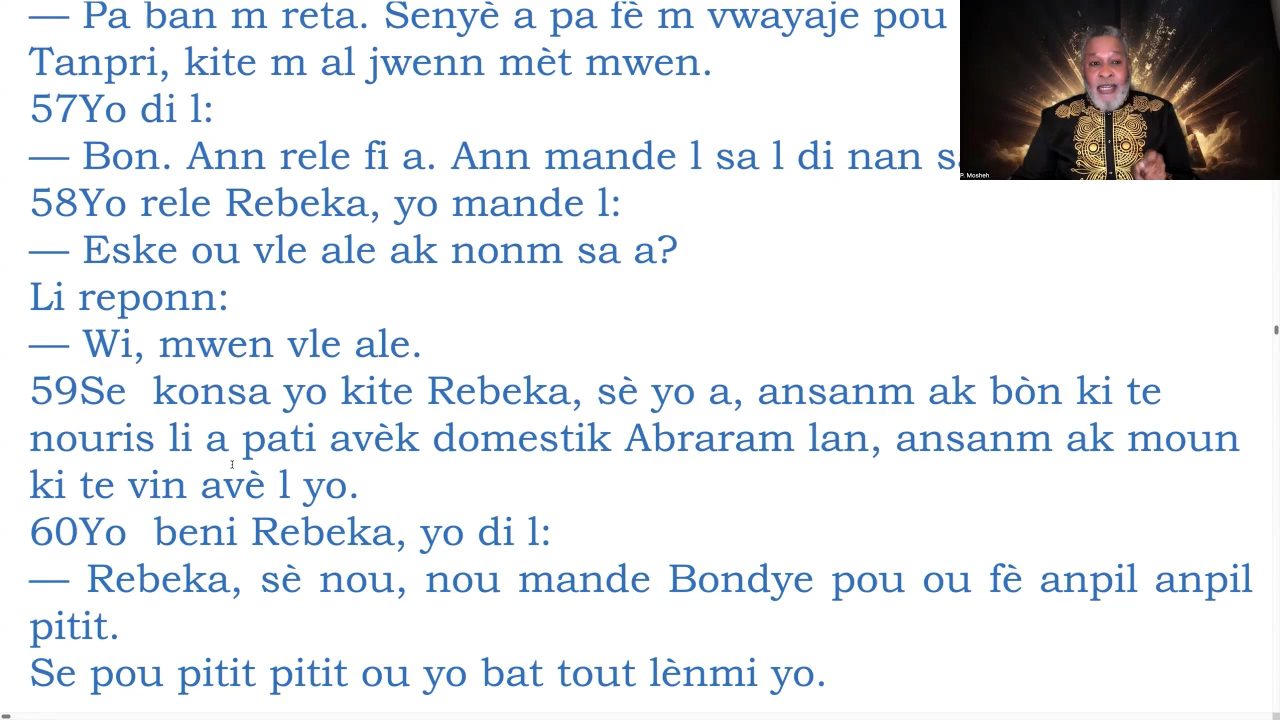 — Pa ban m reta. Senyè a pa fè m vwayaje pou
Tanpri, kite m al jwenn mèt mwen.
57Yo di l:
— Bon. Ann rele fi a. Ann mande l sa l di nan
58Yo rele Rebeka, yo mande l:
— Eske ou vle ale ak nonm sa a?
Li reponn:
— Wi, mwen vle ale.
59Se  konsa yo kite Rebeka, sè yo a, ansanm ak bòn ki te
nouris li a pati avèk domestik Abraram lan, ansanm ak moun
ki te vin avè l yo.
60Yo  beni Rebeka, yo di l:
— Rebeka, sè nou, nou mande Bondye pou ou fè anpil anpil
pitit.
Se pou pitit pitit ou yo bat tout lènmi yo.
P. Mosheh